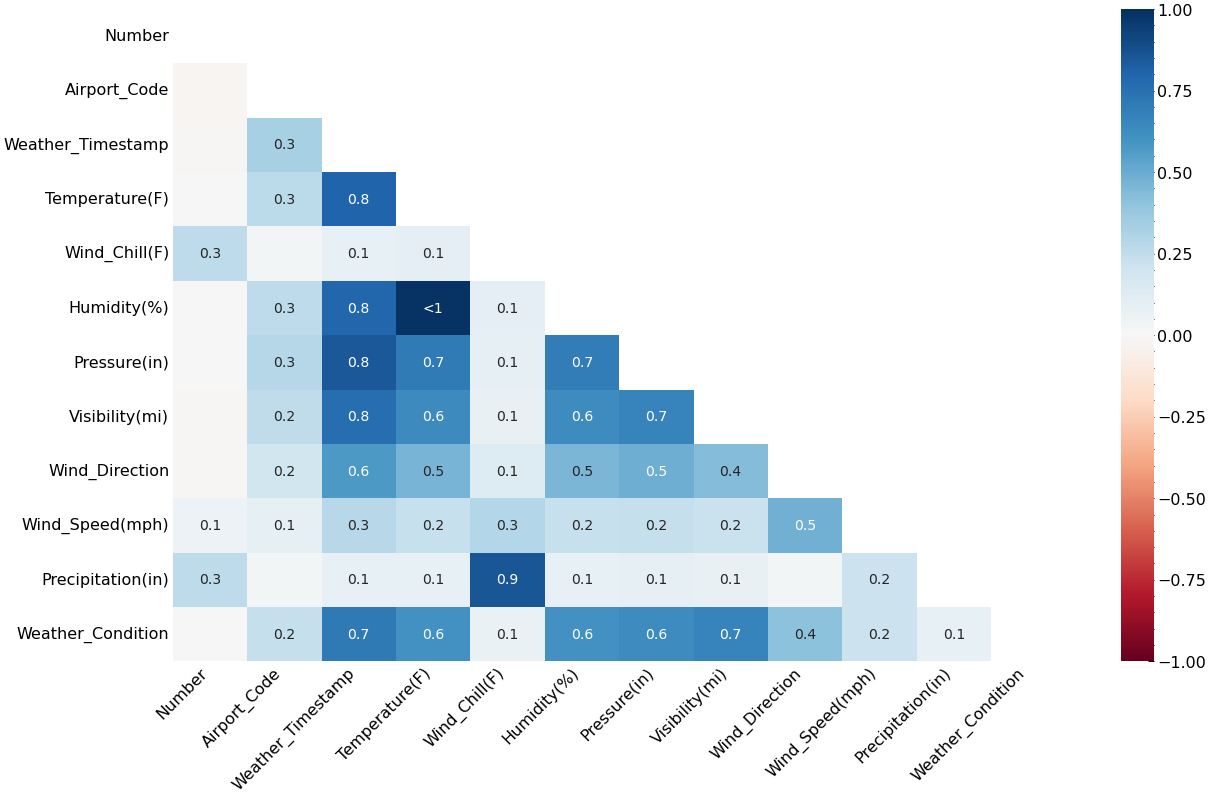 Number
Airport_Code
Weather_Timestamp 0.3
Temperature(F) 0.3 0.8
Wind_Chill(F) 0.3 0.1 0.1
Humidity(%) 0.3 0.8 <1 0.1
Pressure(in) 0.3 0.8 0.7 0.1 0.7
Visibility(mi) 0.2 0.8 0.6 0.1 0.6 0.7
Wind_Direction 0.2 0.6 0.5 0.1 0.5 0.5 0.4
Wind_Speed(mph) 0.1 0.1 0.3 0.2 0.3 0.2 0.2 0.2 0.5
Precipitation(in) 0.3 0.1 0.1 0.9 0.1 0.1 0.1 0.2
Weather_Condition 0.2 0.7 0.6 0.1 0.6 0.6 0.7 0.4 0.2 0.1
Number
Airport_Code
Weather_Timestamp
Temperature(F)
Wind_Chill(F)
Humidity(%)
Pressure(in)
Visibility(mi)
Wind_Direction
Wind_Speed(mph)
Precipitation(in)
Weather_Condition
1.00
0.75
0.50
0.25
0.00
−0.25
−0.50
−0.75
−1.00